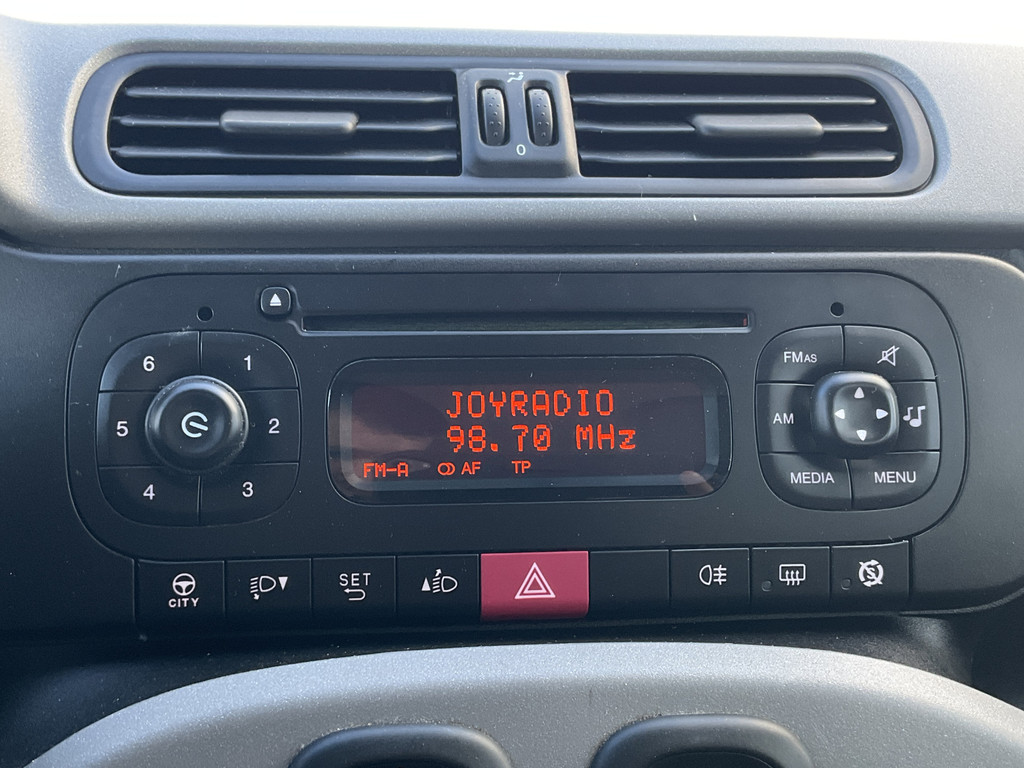 0
6 1
5 2
4 3
JOYRADIO
98.70 MHz
FM-A AF TP
FMAS
AM
MEDIA MENU
CITY
SET